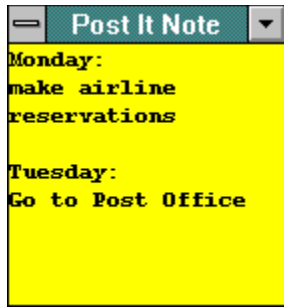 Post It Note
Monday:
make airline
reservations
Tuesday:
Go to Post Office